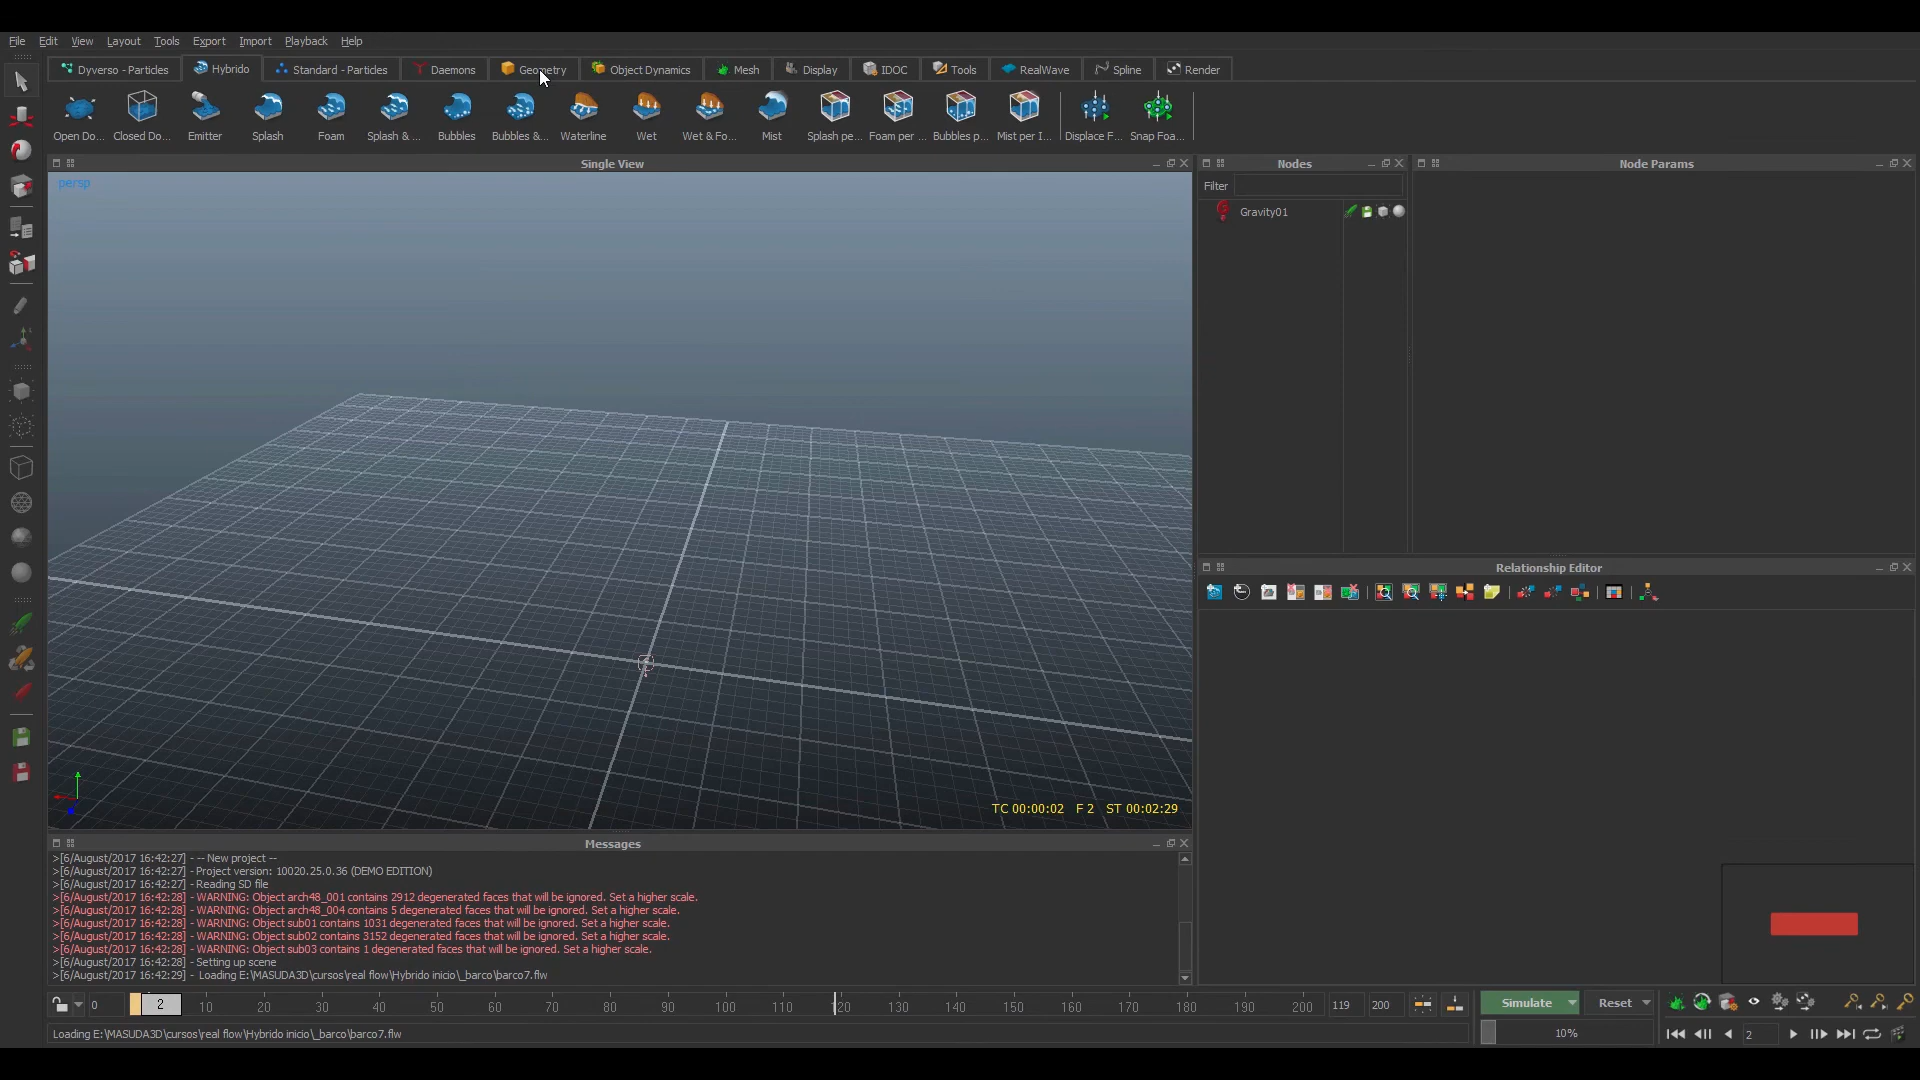 File Edit View Layout Tools Export Import Playback Help
Dyverso - Particles Hybrido Standard - Particles Daemons Geometry Object Dynamics Mesh Display IDOC Tools RealWave Spline Render
Open Do... Closed Do... Emitter Splash Foam Splash & ... Bubbles Bubbles &... Waterline Wet Wet & Fo... Mist Splash pe... Foam per ... Bubbles p... Mist per I... Displace F... Snap Foa...
Single View
Nodes
Node Params
persp
Filter
Gravity01
Relationship Editor
TC 00:00:02 F 2 ST 00:02:29
Messages
>[6/August/2017 16:42:27] - -- New project --
>[6/August/2017 16:42:27] - Project version: 10020.25.0.36 (DEMO EDITION)
>[6/August/2017 16:42:27] - Reading SD file
>[6/August/2017 16:42:28] - WARNING: Object arch48_001 contains 2912 degenerated faces that will be ignored. Set a higher scale.
>[6/August/2017 16:42:28] - WARNING: Object arch48_004 contains 5 degenerated faces that will be ignored. Set a higher scale.
>[6/August/2017 16:42:28] - WARNING: Object sub01 contains 1031 degenerated faces that will be ignored. Set a higher scale.
>[6/August/2017 16:42:28] - WARNING: Object sub02 contains 3152 degenerated faces that will be ignored. Set a higher scale.
>[6/August/2017 16:42:28] - WARNING: Object sub03 contains 1 degenerated faces that will be ignored. Set a higher scale.
>[6/August/2017 16:42:28] - Setting up scene
>[6/August/2017 16:42:29] - Loading E:\MASUDA3D\cursos\real flow\Hybrido inicio\_barco\barco7.flw
0 2 10 20 30 40 50 60 70 80 90 100 110 120 130 140 150 160 170 180 190 200 119 200
Simulate Reset
Loading E:\MASUDA3D\cursos\real flow\Hybrido inicio\_barco\barco7.flw
10%
2